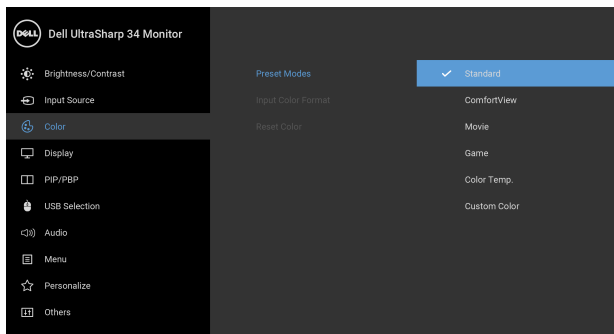 DELL Dell UltraSharp 34 Monitor
Brightness/Contrast Preset Modes Standard
Input Source Input Color Format ComfortView
Color Reset Color Movie
Display Game
PIP/PBP Color Temp.
USB Selection Custom Color
Audio
Menu
Personalize
Others